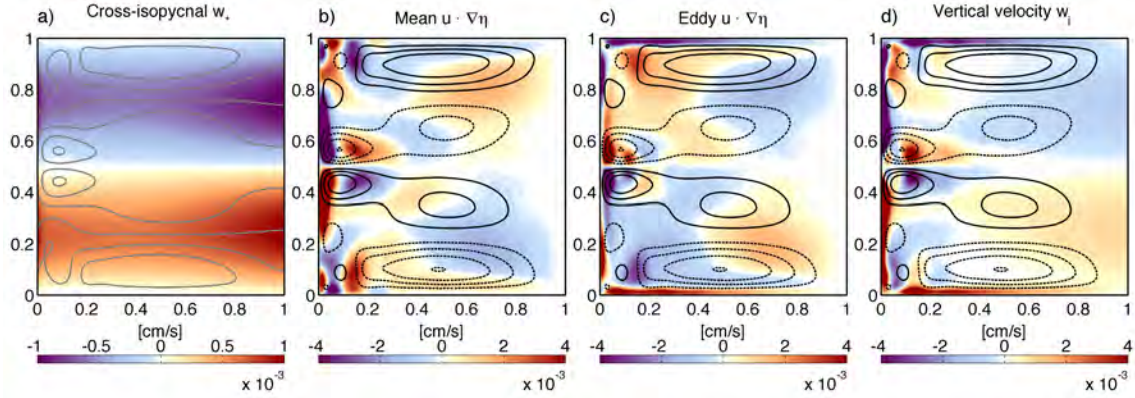 a) Cross-isopycnal w₊ b) Mean u · ∇η c) Eddy u · ∇η d) Vertical velocity wᵢ
1 1 1 1
0.8 0.8 0.8 0.8
0.6 0.6 0.6 0.6
0.4 0.4 0.4 0.4
0.2 0.2 0.2 0.2
0 0 0 0
0 0.2 0.4 0.6 0.8 1 0 0.2 0.4 0.6 0.8 1 0 0.2 0.4 0.6 0.8 1 0 0.2 0.4 0.6 0.8 1
[cm/s] [cm/s] [cm/s] [cm/s]
-1 -0.5 0 0.5 1 -4 -2 0 2 4 -4 -2 0 2 4 -4 -2 0 2 4
x 10⁻³ x 10⁻³ x 10⁻³ x 10⁻³